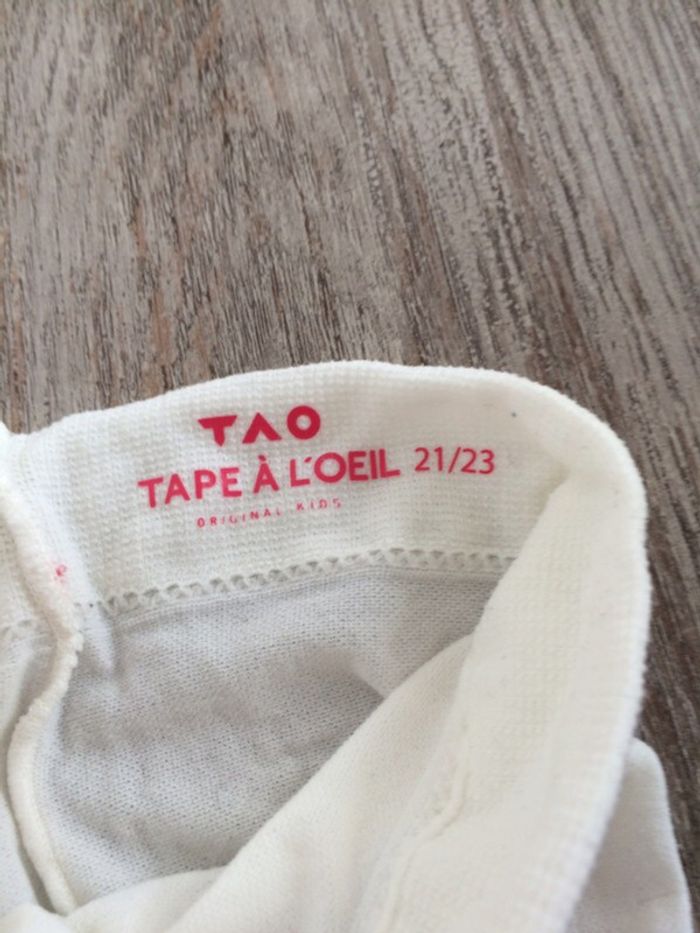 TAO
TAPE À L'OEIL 21/23
ORIGINAL KIDS